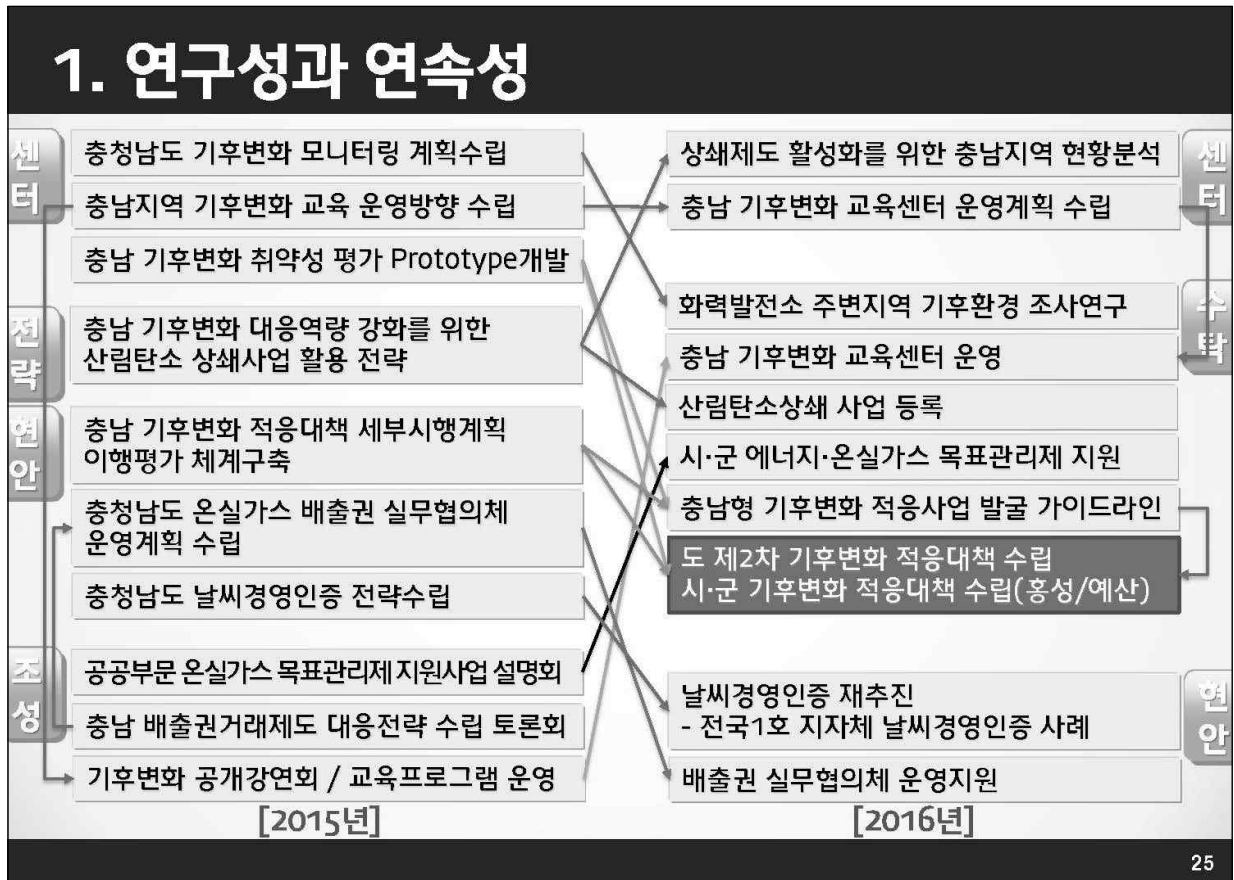 1. 연구성과 연속성
센터
충청남도 기후변화 모니터링 계획수립
충남지역 기후변화 교육 운영방향 수립
충남 기후변화 취약성 평가 Prototype개발
전략
충남 기후변화 대응역량 강화를 위한
산림탄소 상쇄사업 활용 전략
현안
충남 기후변화 적응대책 세부시행계획
이행평가 체계구축
충청남도 온실가스 배출권 실무협의체
운영계획 수립
충청남도 날씨경영인증 전략수립
조성
공공부문 온실가스 목표관리제 지원사업 설명회
충남 배출권거래제도 대응전략 수립 토론회
기후변화 공개강연회 / 교육프로그램 운영
[2015년]
센터
상쇄제도 활성화를 위한 충남지역 현황분석
충남 기후변화 교육센터 운영계획 수립
수탁
화력발전소 주변지역 기후환경 조사연구
충남 기후변화 교육센터 운영
산림탄소상쇄 사업 등록
시·군 에너지·온실가스 목표관리제 지원
충남형 기후변화 적응사업 발굴 가이드라인
도 제2차 기후변화 적응대책 수립
시·군 기후변화 적응대책 수립(홍성/예산)
현안
날씨경영인증 재추진
- 전국1호 지자체 날씨경영인증 사례
배출권 실무협의체 운영지원
[2016년]
25